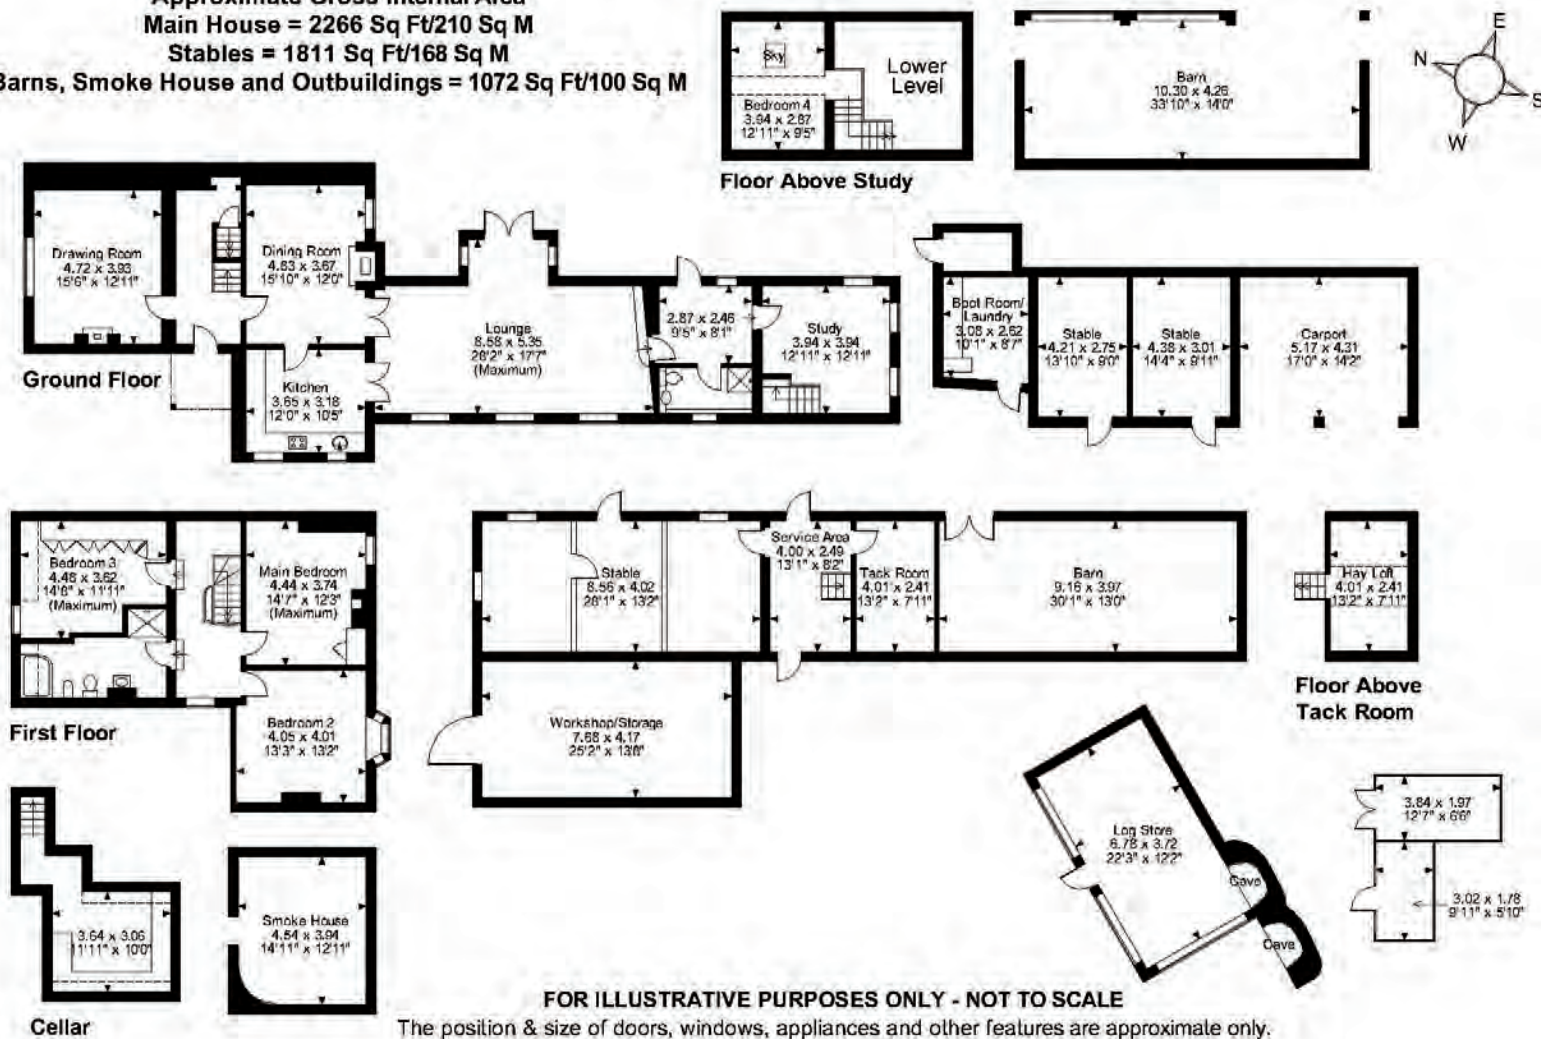 Approximate Gross Internal Area
Main House = 2266 Sq Ft/210 Sq M
Stables = 1811 Sq Ft/168 Sq M
Barns, Smoke House and Outbuildings = 1072 Sq Ft/100 Sq M
Sky
Bedroom 4
3.94 x 2.87
12'11" x 9'5"
Lower
Level
Floor Above Study
Barn
10.30 x 4.26
33'10" x 14'0"
N
E
S
W
Drawing Room
4.72 x 3.93
15'6" x 12'11"
Dining Room
4.83 x 3.67
15'10" x 12'0"
Kitchen
3.65 x 3.18
12'0" x 10'5"
Ground Floor
Lounge
8.58 x 5.35
28'2" x 17'7"
(Maximum)
2.87 x 2.46
9'5" x 8'1"
Study
3.94 x 3.94
12'11" x 12'11"
Boot Room/
Laundry
3.08 x 2.62
10'1" x 8'7"
Stable
4.21 x 2.75
13'10" x 9'0"
Stable
4.38 x 3.01
14'4" x 9'11"
Carport
5.17 x 4.31
17'0" x 14'2"
Bedroom 3
4.48 x 3.62
14'8" x 11'11"
(Maximum)
Main Bedroom
4.44 x 3.74
14'7" x 12'3"
(Maximum)
Bedroom 2
4.05 x 4.01
13'3" x 13'2"
First Floor
Stable
8.56 x 4.02
28'1" x 13'2"
Service Area
4.00 x 2.49
13'1" x 8'2"
Tack Room
4.01 x 2.41
13'2" x 7'11"
Barn
9.16 x 3.97
30'1" x 13'0"
Hay Loft
4.01 x 2.41
13'2" x 7'11"
Floor Above
Tack Room
Workshop/Storage
7.68 x 4.17
25'2" x 13'8"
Log Store
6.78 x 3.72
22'3" x 12'2"
Cave
Cave
3.84 x 1.97
12'7" x 6'6"
3.02 x 1.78
9'11" x 5'10"
3.64 x 3.06
11'11" x 10'0"
Cellar
Smoke House
4.54 x 3.94
14'11" x 12'11"
FOR ILLUSTRATIVE PURPOSES ONLY - NOT TO SCALE
The position & size of doors, windows, appliances and other features are approximate only.